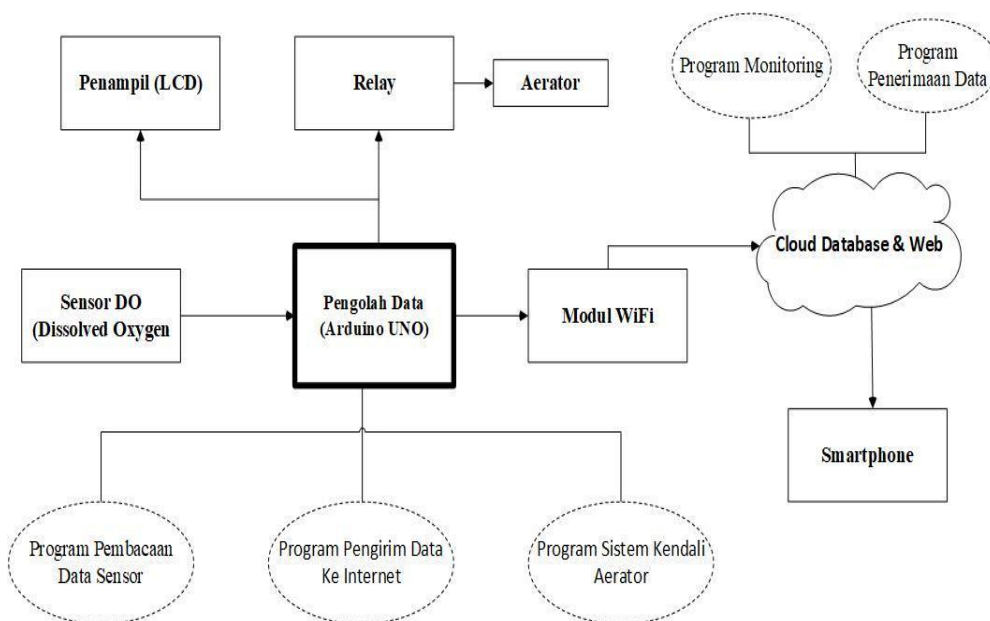 Penampil (LCD)
Relay
Aerator
Program Monitoring
Program
Penerimaan Data
Cloud Database & Web
Sensor DO
(Dissolved Oxygen
Pengolah Data
(Arduino UNO)
Modul WiFi
Smartphone
Program Pembacaan
Data Sensor
Program Pengirim Data
Ke Internet
Program Sistem Kendali
Aerator